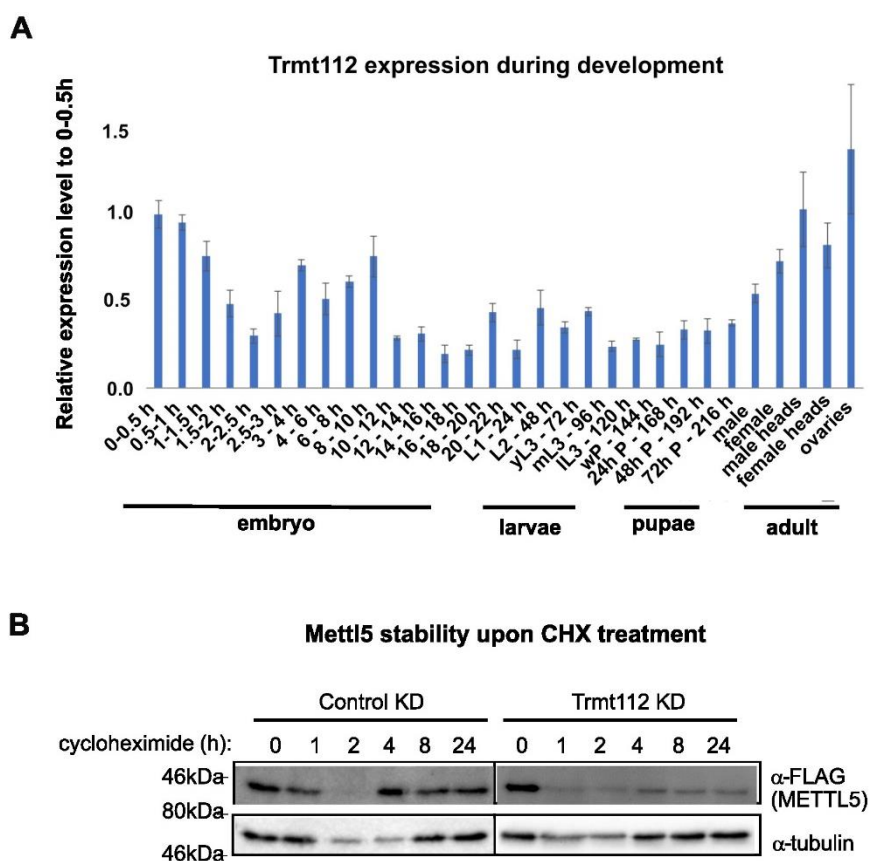 A
Trmt112 expression during development
Relative expression level to 0-0.5h
1.5
1.0
0.5
0.0
0-0.5 h
0.5-1 h
1-1.5 h
1.5-2 h
2-2.5 h
2.5-3 h
3 - 4 h
4 - 6 h
6 - 8 h
8 - 10 h
10 - 12 h
12 - 14 h
14 - 16 h
16 - 18 h
18 - 20 h
20 - 22 h
L1 - 24 h
L2 - 48 h
yL3 - 72 h
mL3 - 96 h
lL3 - 120 h
wP - 144 h
24h P - 168 h
48h P - 192 h
72h P - 216 h
male
female
male heads
female heads
ovaries
embryo
larvae
pupae
adult
B
Mettl5 stability upon CHX treatment
Control KD Trmt112 KD
cycloheximide (h): 0 1 2 4 8 24 0 1 2 4 8 24
46kDa
α-FLAG
(METTL5)
80kDa
α-tubulin
46kDa